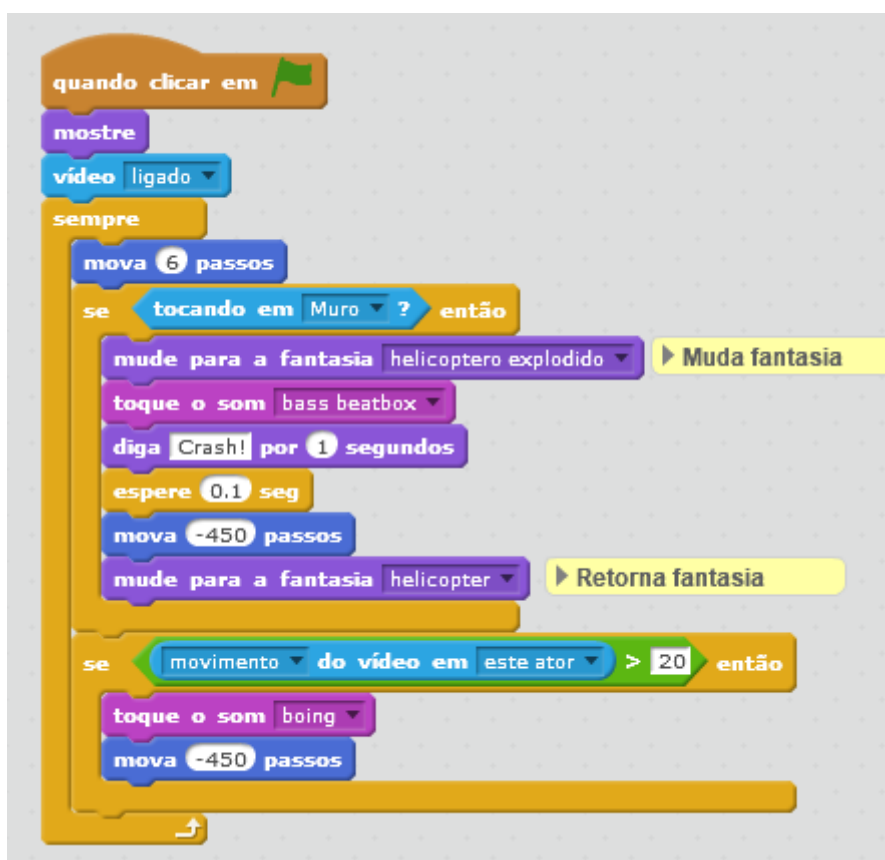 quando clicar em
mostre
vídeo ligado
sempre
mova 6 passos
se tocando em Muro ? então
mude para a fantasia helicoptero explodido Muda fantasia
toque o som bass beatbox
diga Crash! por 1 segundos
espere 0.1 seg
mova -450 passos
mude para a fantasia helicopter Retorna fantasia
se movimento do vídeo em este ator > 20 então
toque o som boing
mova -450 passos